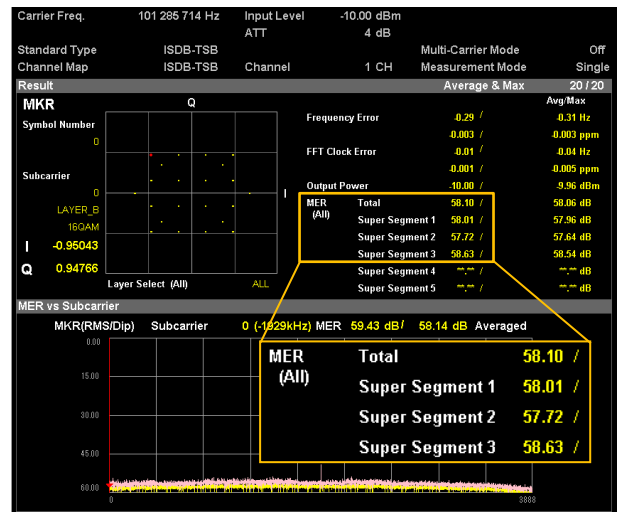 Carrier Freq. 101 285 714 Hz Input Level -10.00 dBm
ATT 4 dB
Standard Type ISDB-TSB Multi-Carrier Mode Off
Channel Map ISDB-TSB Channel 1 CH Measurement Mode Single
Result Average & Max 20 / 20
MKR Q Avg/Max
Symbol Number Frequency Error -0.29 / -0.31 Hz
0 -0.003 / -0.003 ppm
FFT Clock Error -0.01 / -0.04 Hz
Subcarrier -0.001 / -0.005 ppm
0 I Output Power -10.00 / -9.96 dBm
LAYER_B MER Total 58.10 / 58.06 dB
16QAM (All) Super Segment 1 58.01 / 57.96 dB
Super Segment 2 57.72 / 57.64 dB
I -0.95043 Super Segment 3 58.63 / 58.54 dB
Q 0.94766 Super Segment 4 **.** / **.** dB
Layer Select (All) ALL Super Segment 5 **.** / **.** dB
MER vs Subcarrier
MKR(RMS/Dip) Subcarrier 0 (-1929kHz) MER 59.43 dB/ 58.14 dB Averaged
0.00
15.00
30.00
45.00
60.00
0 3888
MER Total 58.10 /
(All) Super Segment 1 58.01 /
Super Segment 2 57.72 /
Super Segment 3 58.63 /